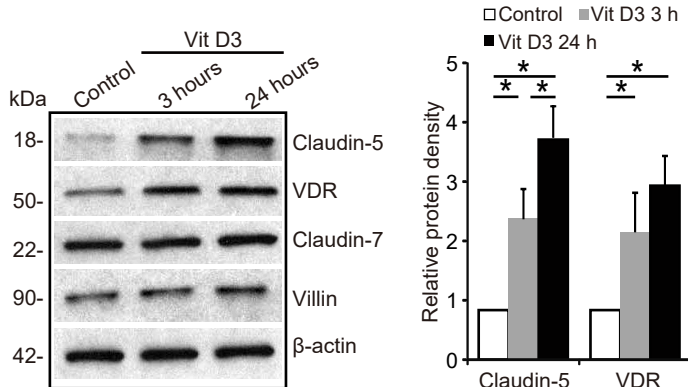 Vit D3
Control
3 hours
24 hours
kDa
18-
Claudin-5
50-
VDR
22-
Claudin-7
90-
Villin
42-
β-actin
Control
Vit D3 3 h
Vit D3 24 h
Relative protein density
5
4
3
2
1
0
* * *
* *
Claudin-5
VDR